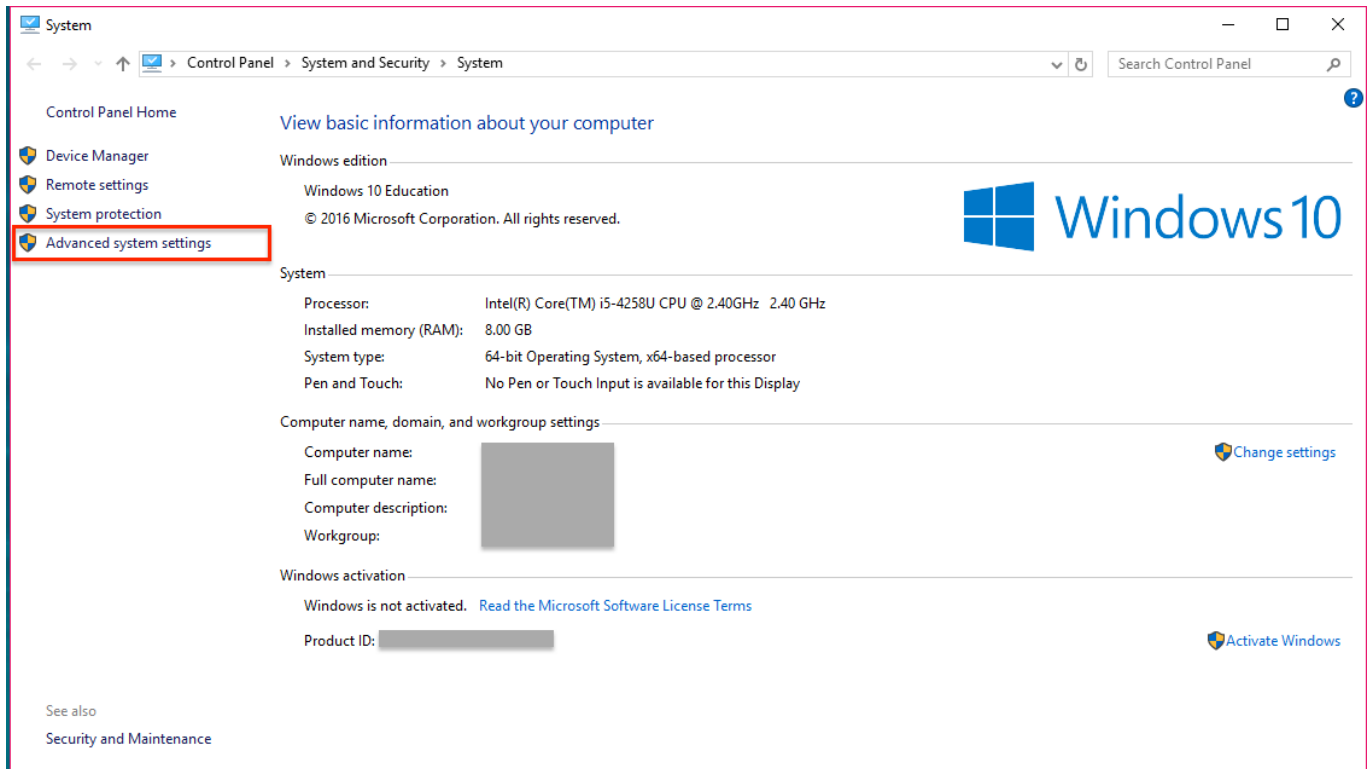 System
Control Panel > System and Security > System
Search Control Panel
?
Control Panel Home
Device Manager
Remote settings
System protection
Advanced system settings
View basic information about your computer
Windows edition
Windows 10 Education
© 2016 Microsoft Corporation. All rights reserved.
Windows 10
System
Processor: Intel(R) Core(TM) i5-4258U CPU @ 2.40GHz 2.40 GHz
Installed memory (RAM): 8.00 GB
System type: 64-bit Operating System, x64-based processor
Pen and Touch: No Pen or Touch Input is available for this Display
Computer name, domain, and workgroup settings
Computer name:
Change settings
Full computer name:
Computer description:
Workgroup:
Windows activation
Windows is not activated. Read the Microsoft Software License Terms
Product ID:
Activate Windows
See also
Security and Maintenance